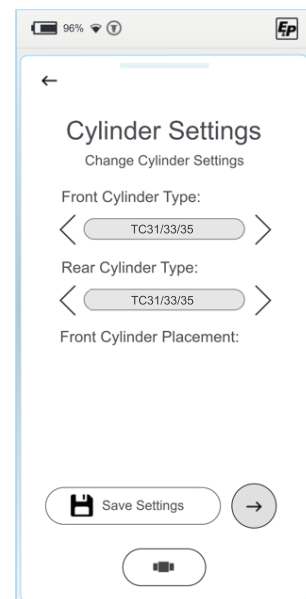 96%
EP
Cylinder Settings
Change Cylinder Settings
Front Cylinder Type:
TC31/33/35
Rear Cylinder Type:
TC31/33/35
Front Cylinder Placement:
Save Settings